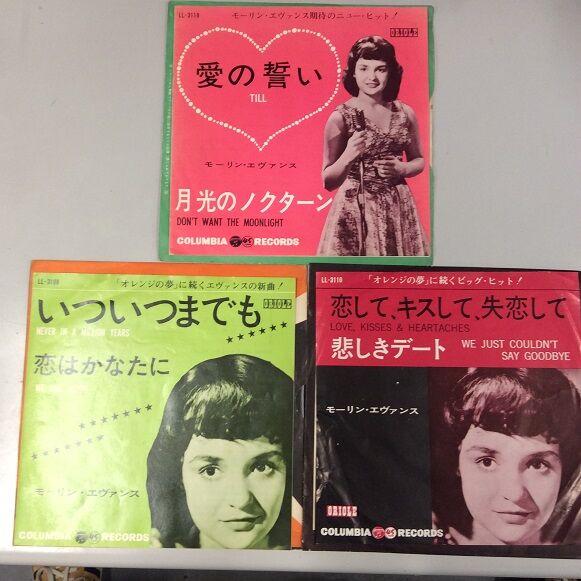 LL-3118
モーリン・エヴァンス期待のニュー・ヒット!
ORIOLE
愛の誓い
TILL
モーリン・エヴァンス
月光のノクターン
DON'T WANT THE MOONLIGHT
COLUMBIA RECORDS
「オレンジの夢」に続くエヴァンスの新曲!
いついつまでも
ORIOLE
NEVER IN A MILLION YEARS
恋はかなたに
モーリン・エヴァンス
COLUMBIA RECORDS
LL-3110
「オレンジの夢」に続くビッグ・ヒット!
恋して、キスして、失恋して
LOVE, KISSES & HEARTACHES
悲しきデート
WE JUST COULDN'T
SAY GOODBYE
モーリン・エヴァンス
ORIOLE
COLUMBIA RECORDS